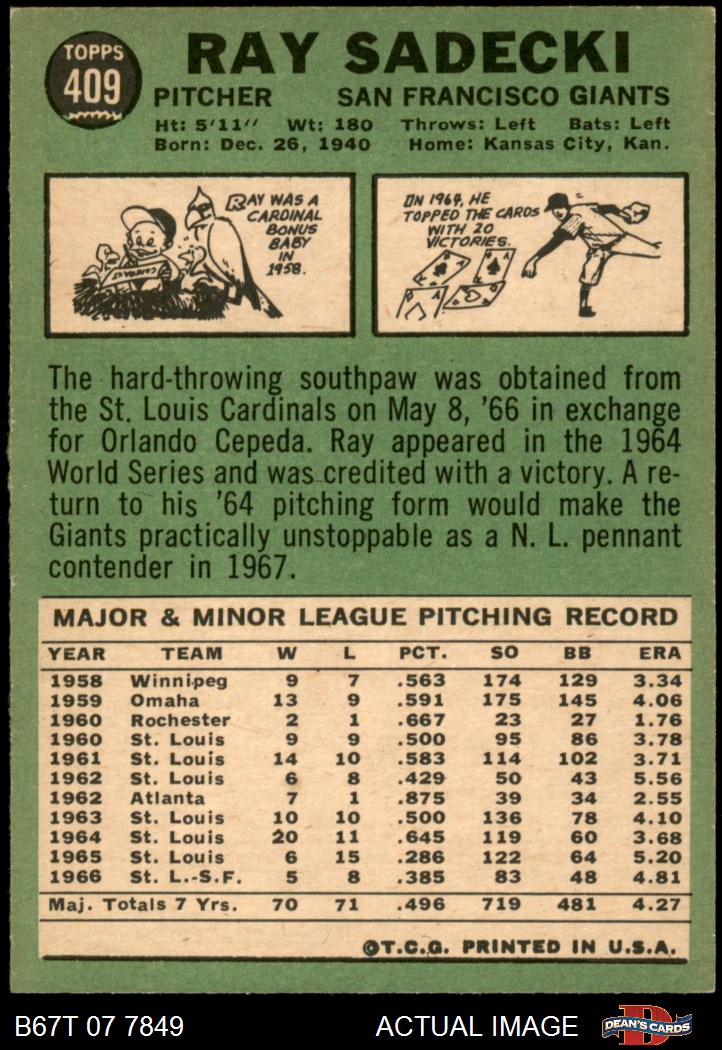 TOPPS
409
RAY SADECKI
PITCHER SAN FRANCISCO GIANTS
Ht: 5'11" Wt: 180 Throws: Left Bats: Left
Born: Dec. 26, 1940 Home: Kansas City, Kan.
RAY WAS A
CARDINAL
BONUS
BABY
IN
1958.
CONTRACT
IN 1964, HE
TOPPED THE CARDS
WITH 20
VICTORIES.
The hard-throwing southpaw was obtained from
the St. Louis Cardinals on May 8, '66 in exchange
for Orlando Cepeda. Ray appeared in the 1964
World Series and was credited with a victory. A re-
turn to his '64 pitching form would make the
Giants practically unstoppable as a N. L. pennant
contender in 1967.
MAJOR & MINOR LEAGUE PITCHING RECORD
YEAR TEAM W L PCT. SO BB ERA
1958 Winnipeg 9 7 .563 174 129 3.34
1959 Omaha 13 9 .591 175 145 4.06
1960 Rochester 2 1 .667 23 27 1.76
1960 St. Louis 9 9 .500 95 86 3.78
1961 St. Louis 14 10 .583 114 102 3.71
1962 St. Louis 6 8 .429 50 43 5.56
1962 Atlanta 7 1 .875 39 34 2.55
1963 St. Louis 10 10 .500 136 78 4.10
1964 St. Louis 20 11 .645 119 60 3.68
1965 St. Louis 6 15 .286 122 64 5.20
1966 St. L.-S.F. 5 8 .385 83 48 4.81
Maj. Totals 7 Yrs. 70 71 .496 719 481 4.27
©T.C.G. PRINTED IN U.S.A.
B67T 07 7849 ACTUAL IMAGE DEAN'S CARDS